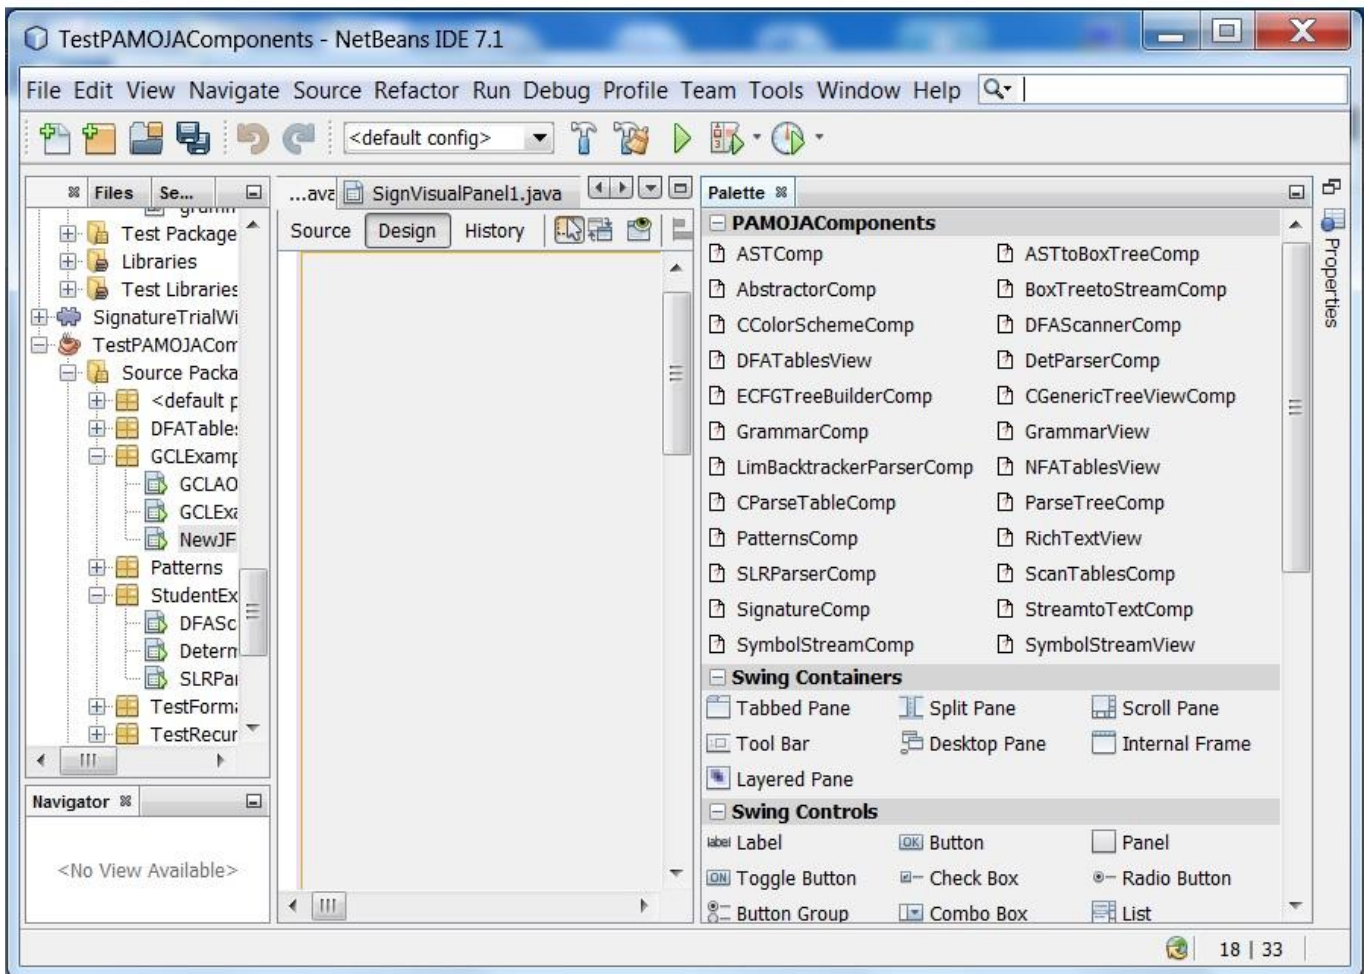 TestPAMOJAComponents - NetBeans IDE 7.1
File Edit View Navigate Source Refactor Run Debug Profile Team Tools Window Help
<default config>
Files Se...
Test Package
Libraries
Test Libraries
SignatureTrialWi
TestPAMOJACom
Source Packa
<default p
DFATables
GCLExamp
GCLAO
GCLExa
NewJF
Patterns
StudentEx
DFASc
Determ
SLRPar
TestForma
TestRecur
Navigator
<No View Available>
...ava SignVisualPanel1.java
Source Design History
Palette
PAMOJAComponents
ASTComp ASTtoBoxTreeComp
AbstractorComp BoxTreetoStreamComp
CColorSchemeComp DFAScannerComp
DFATablesView DetParserComp
ECFGTreeBuilderComp CGenericTreeViewComp
GrammarComp GrammarView
LimBacktrackerParserComp NFATablesView
CParseTableComp ParseTreeComp
PatternsComp RichTextView
SLRParserComp ScanTablesComp
SignatureComp StreamtoTextComp
SymbolStreamComp SymbolStreamView
Swing Containers
Tabbed Pane Split Pane Scroll Pane
Tool Bar Desktop Pane Internal Frame
Layered Pane
Swing Controls
label Label OK Button Panel
ON Toggle Button Check Box Radio Button
Button Group Combo Box List
Properties
18 | 33